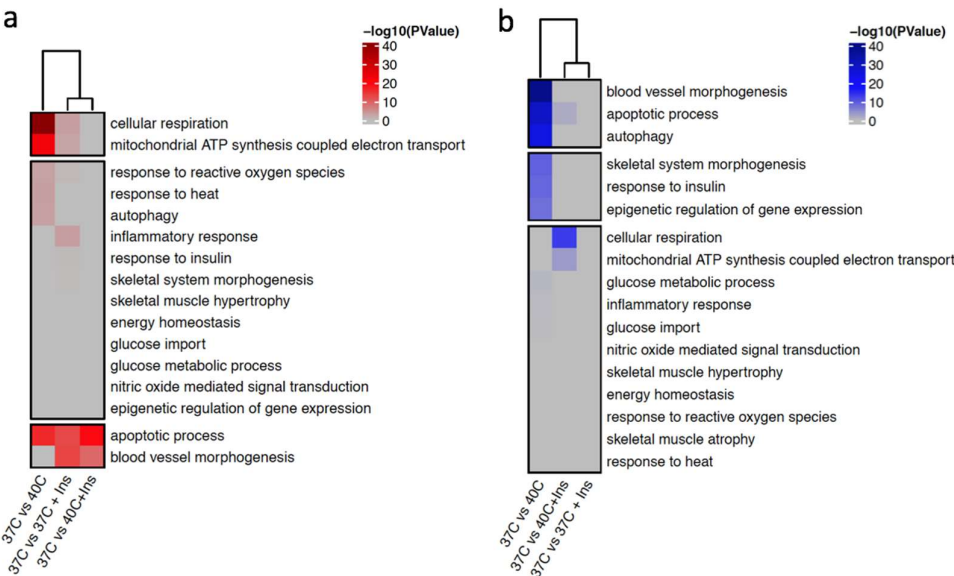 a
−log10(PValue)
40
30
20
10
0
cellular respiration
mitochondrial ATP synthesis coupled electron transport
response to reactive oxygen species
response to heat
autophagy
inflammatory response
response to insulin
skeletal system morphogenesis
skeletal muscle hypertrophy
energy homeostasis
glucose import
glucose metabolic process
nitric oxide mediated signal transduction
epigenetic regulation of gene expression
apoptotic process
blood vessel morphogenesis
37C vs 40C
37C vs 37C + Ins
37C vs 40C+Ins
b
−log10(PValue)
40
30
20
10
0
blood vessel morphogenesis
apoptotic process
autophagy
skeletal system morphogenesis
response to insulin
epigenetic regulation of gene expression
cellular respiration
mitochondrial ATP synthesis coupled electron transport
glucose metabolic process
inflammatory response
glucose import
nitric oxide mediated signal transduction
skeletal muscle hypertrophy
energy homeostasis
response to reactive oxygen species
skeletal muscle atrophy
response to heat
37C vs 40C
37C vs 40C+Ins
37C vs 37C + Ins